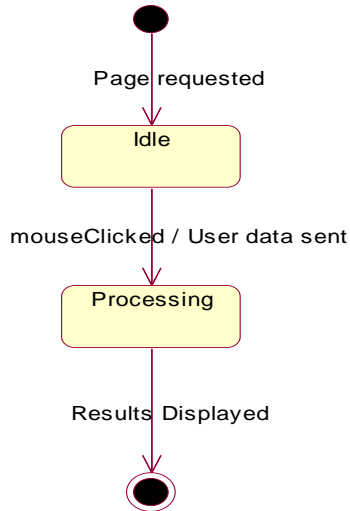 Page requested
Idle
mouseClicked / User data sent
Processing
Results Displayed